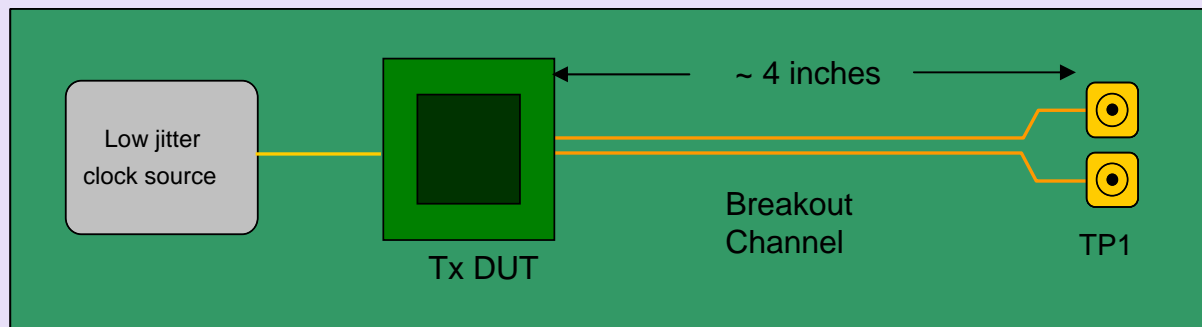 Low jitter
clock source
Tx DUT
~ 4 inches
Breakout
Channel
TP1